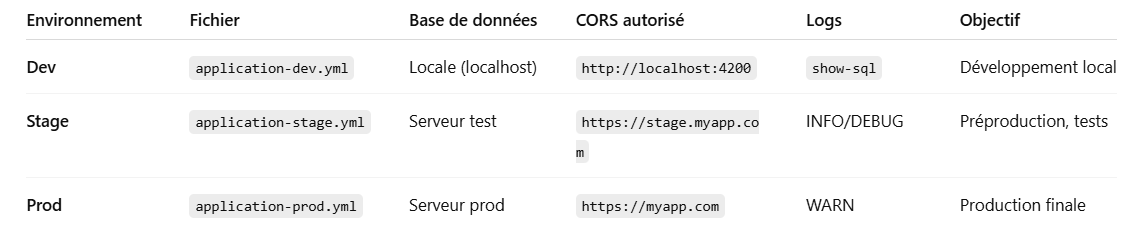 Environnement Fichier Base de données CORS autorisé Logs Objectif
Dev application-dev.yml Locale (localhost) http://localhost:4200 show-sql Développement local
Stage application-stage.yml Serveur test https://stage.myapp.co INFO/DEBUG Préproduction, tests
m
Prod application-prod.yml Serveur prod https://myapp.com WARN Production finale